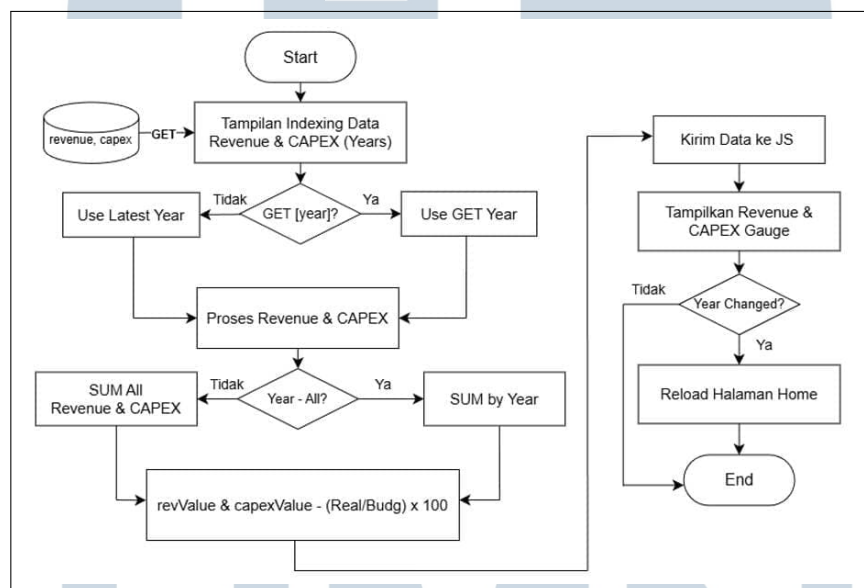 Start
revenue, capex
GET
Tampilan Indexing Data
Revenue & CAPEX (Years)
Tidak
GET [year]?
Ya
Use Latest Year
Use GET Year
Proses Revenue & CAPEX
Tidak
Year - All?
Ya
SUM All
Revenue & CAPEX
SUM by Year
revValue & capexValue - (Real/Budg) x 100
Kirim Data ke JS
Tampilkan Revenue &
CAPEX Gauge
Tidak
Year Changed?
Ya
Reload Halaman Home
End